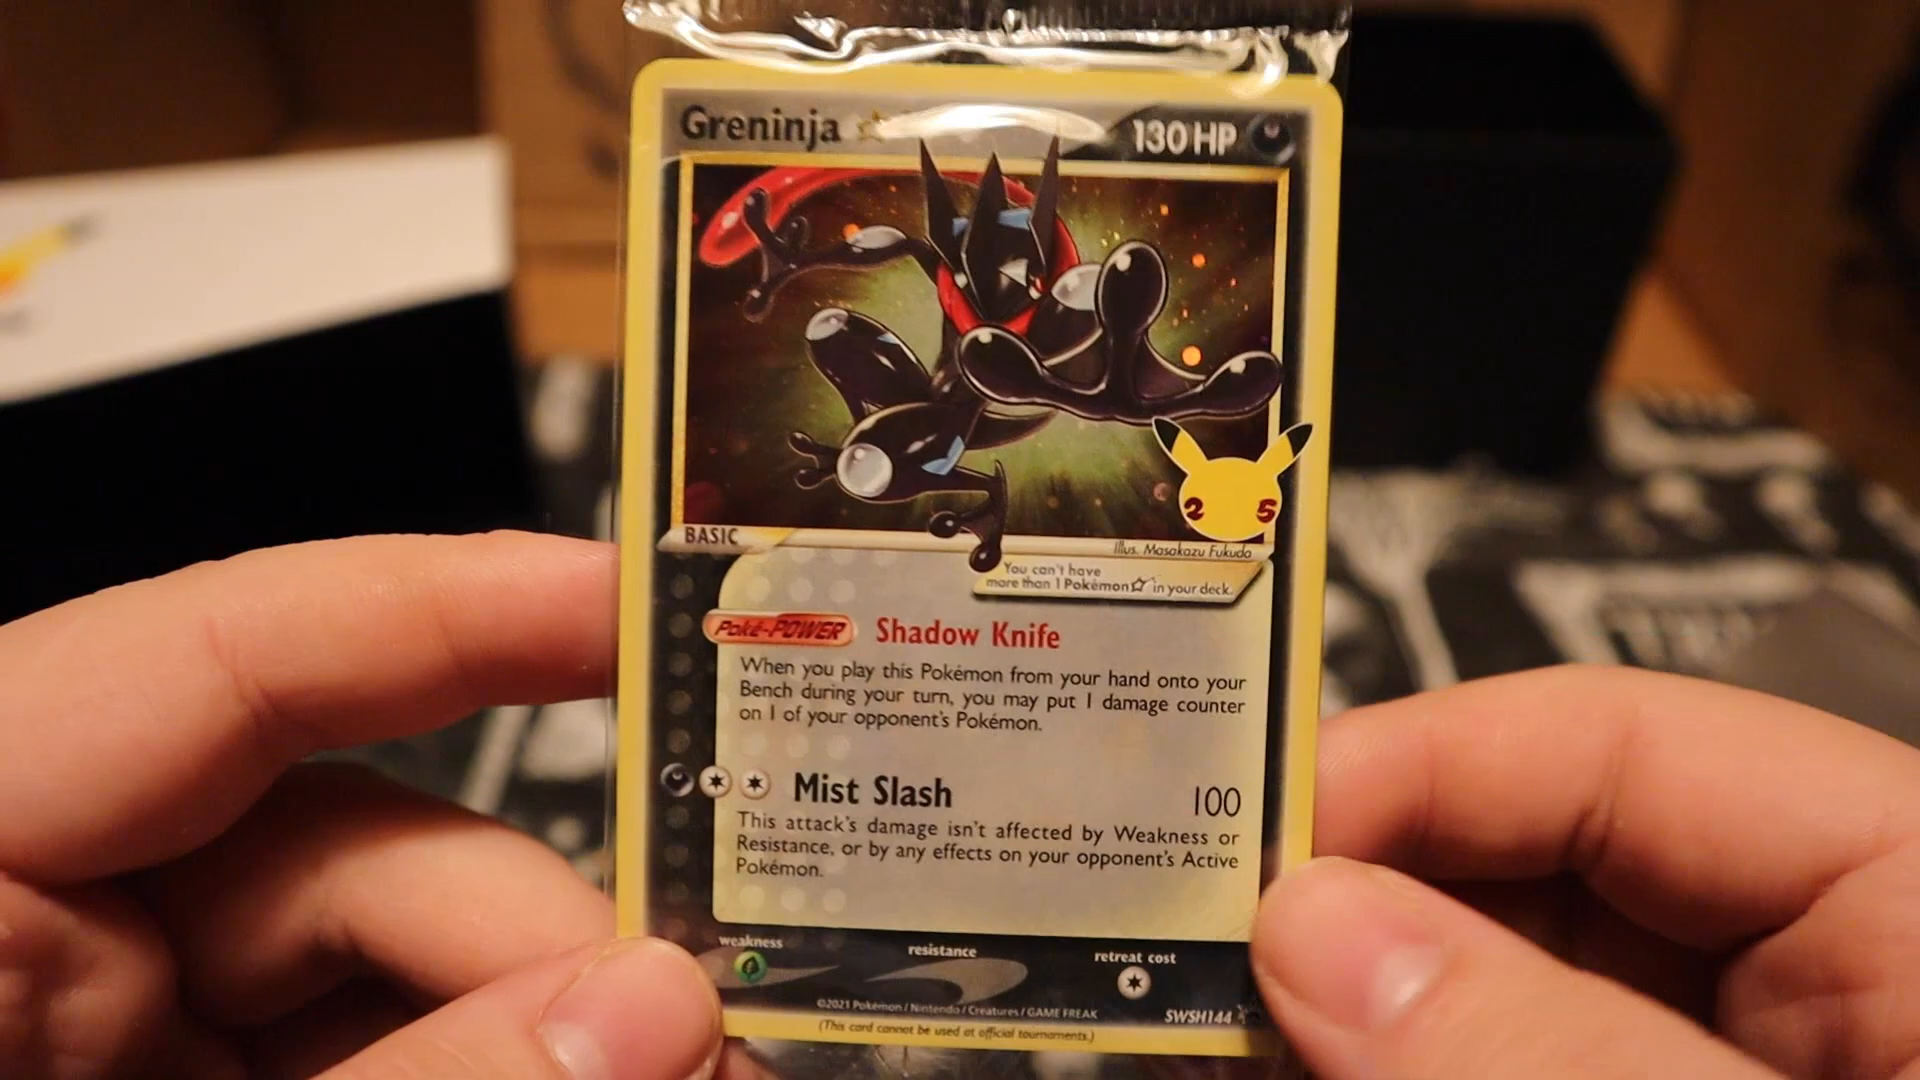 Greninja ☆
130 HP
2 5
BASIC
Illus. Masakazu Fukuda
You can't have
more than 1 Pokémon☆ in your deck.
Poké-POWER Shadow Knife
When you play this Pokémon from your hand onto your
Bench during your turn, you may put 1 damage counter
on 1 of your opponent's Pokémon.
Mist Slash 100
This attack's damage isn't affected by Weakness or
Resistance, or by any effects on your opponent's Active
Pokémon.
weakness resistance retreat cost
©2021 Pokémon / Nintendo / Creatures / GAME FREAK
SWSH144
(This card cannot be used at official tournaments.)